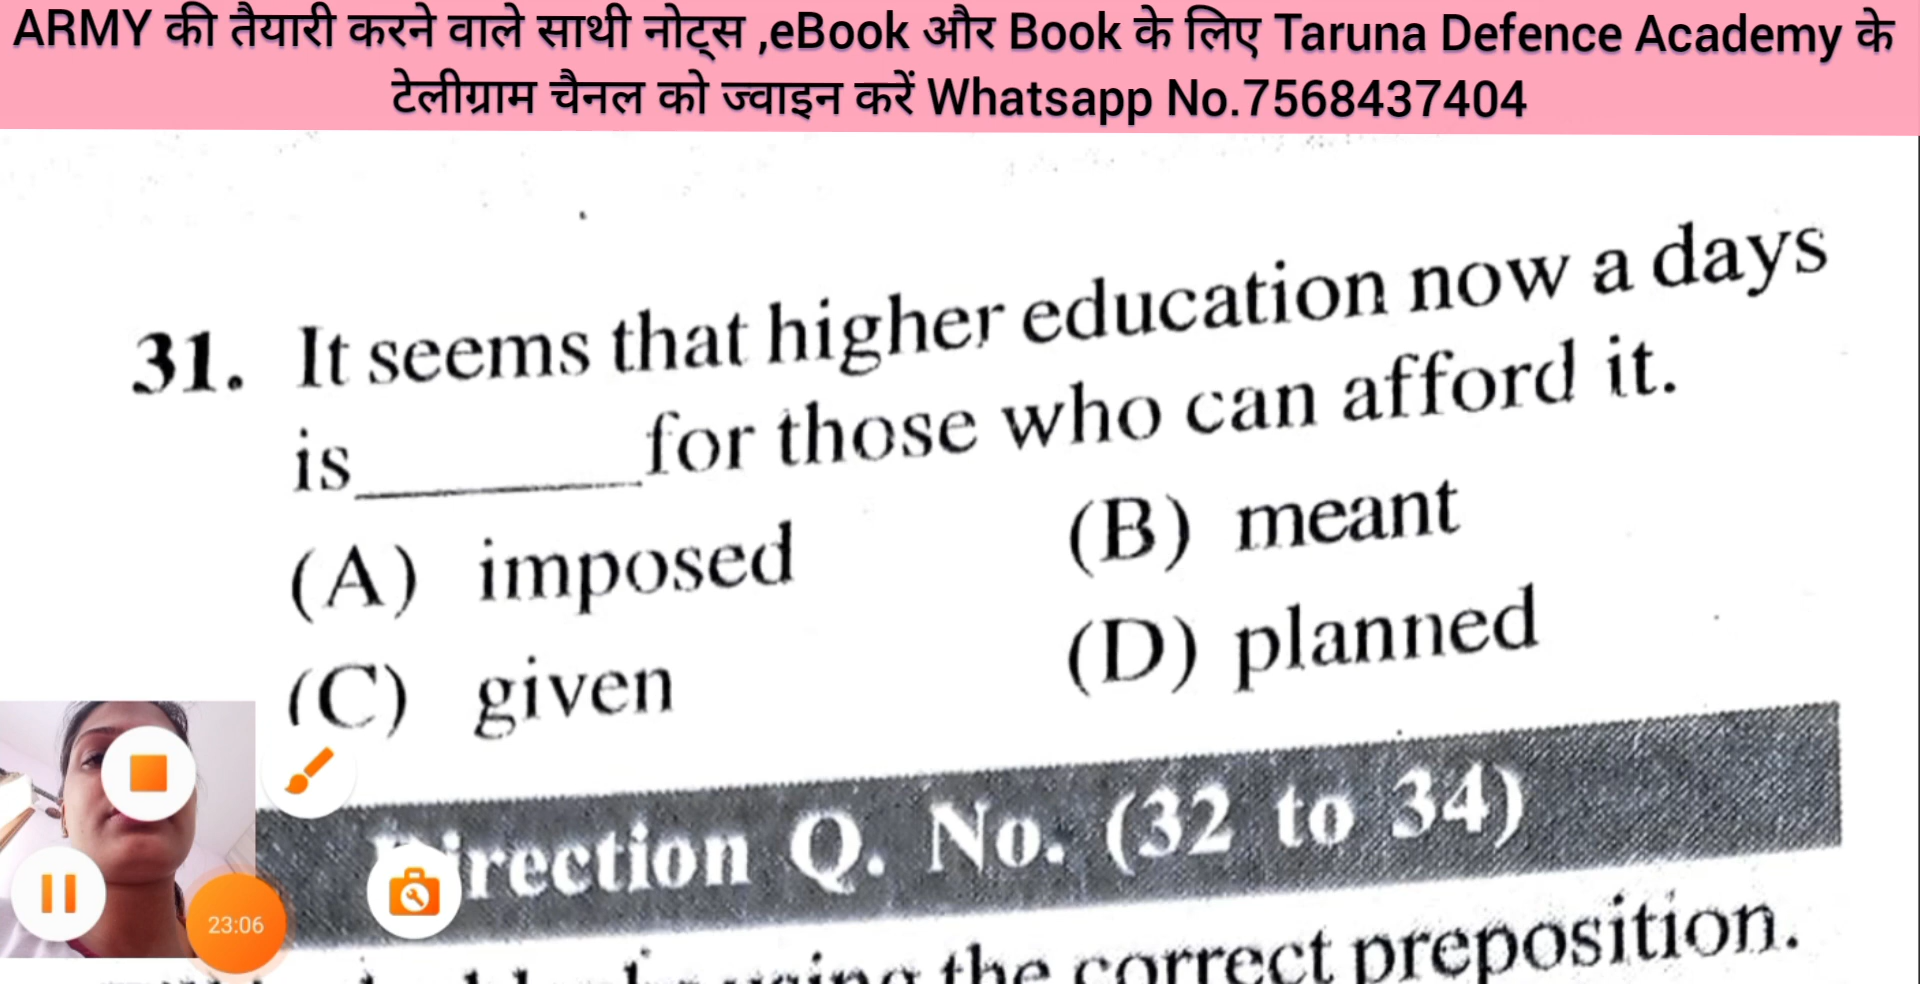 ARMY की तैयारी करने वाले साथी नोट्स ,eBook और Book के लिए Taruna Defence Academy के
टेलीग्राम चैनल को ज्वाइन करें Whatsapp No.7568437404
31. It seems that higher education now a days
is______for those who can afford it.
(A) imposed (B) meant
(C) given (D) planned
Direction Q. No. (32 to 34)
23:06
the correct preposition.